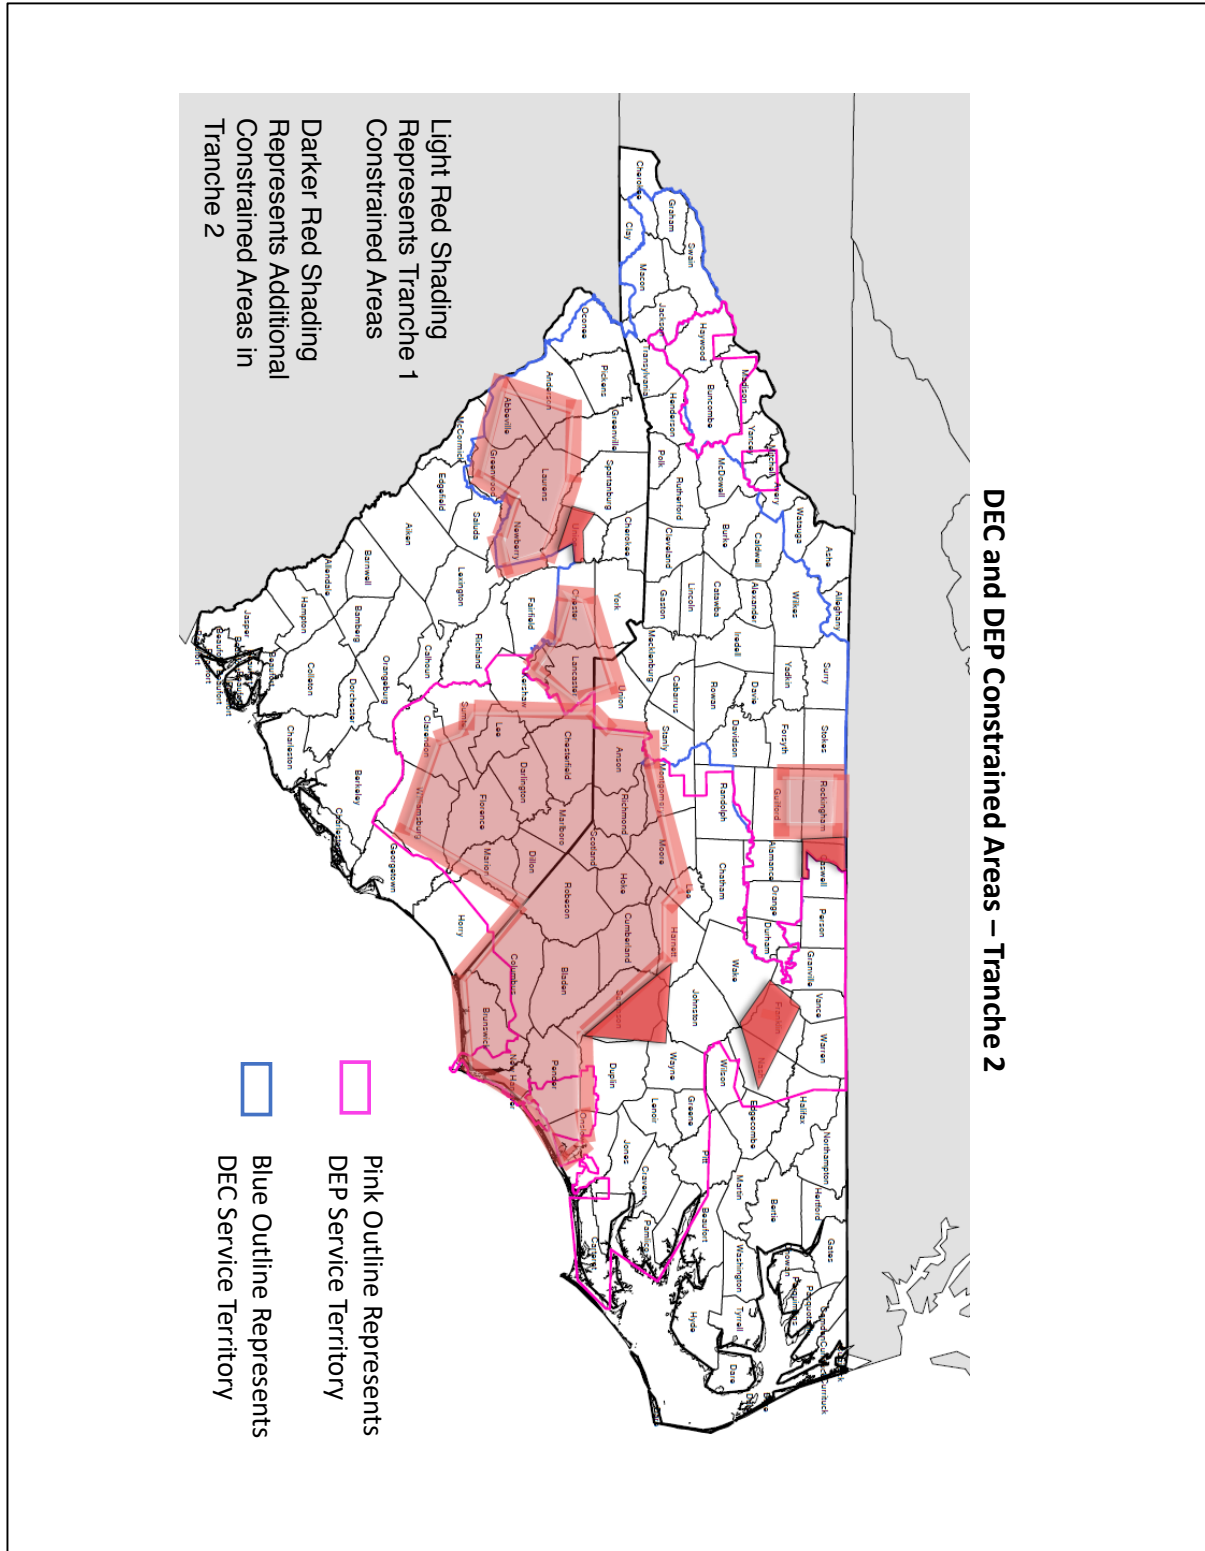 DEC and DEP Constrained Areas – Tranche 2
Cherokee
Graham
Swain
Clay
Macon
Jackson
Haywood
Transylvania
Henderson
Buncombe
Madison
Yancey
Mitchell
Avery
McDowell
Polk
Rutherford
Burke
Cleveland
Watauga
Caldwell
Ashe
Alleghany
Wilkes
Alexander
Catawba
Lincoln
Gaston
Iredell
Mecklenburg
Surry
Yadkin
Davie
Rowan
Cabarrus
Union
Stanly
Stokes
Forsyth
Davidson
Montgomery
Anson
Rockingham
Guilford
Randolph
Richmond
Scotland
Moore
Hoke
Caswell
Alamance
Orange
Chatham
Lee
Harnett
Cumberland
Robeson
Person
Durham
Granville
Wake
Vance
Warren
Franklin
Nash
Johnston
Sampson
Bladen
Columbus
Brunswick
New Hanover
Pender
Duplin
Wayne
Wilson
Edgecombe
Halifax
Northampton
Hertford
Gates
Bertie
Martin
Pitt
Greene
Lenoir
Jones
Craven
Pamlico
Carteret
Beaufort
Washington
Tyrrell
Hyde
Dare
Currituck
Oconee
Pickens
Anderson
Greenville
Spartanburg
Cherokee
York
Abbeville
Greenwood
Laurens
Newberry
McCormick
Edgefield
Saluda
Aiken
Lexington
Fairfield
Chester
Lancaster
Kershaw
Richland
Calhoun
Barnwell
Allendale
Bamberg
Hampton
Orangeburg
Jasper
Beaufort
Colleton
Dorchester
Charleston
Berkeley
Clarendon
Sumter
Lee
Chesterfield
Darlington
Marlboro
Florence
Dillon
Marion
Williamsburg
Georgetown
Horry
Light Red Shading
Represents Tranche 1
Constrained Areas
Darker Red Shading
Represents Additional
Constrained Areas in
Tranche 2
Pink Outline Represents
DEP Service Territory
Blue Outline Represents
DEC Service Territory